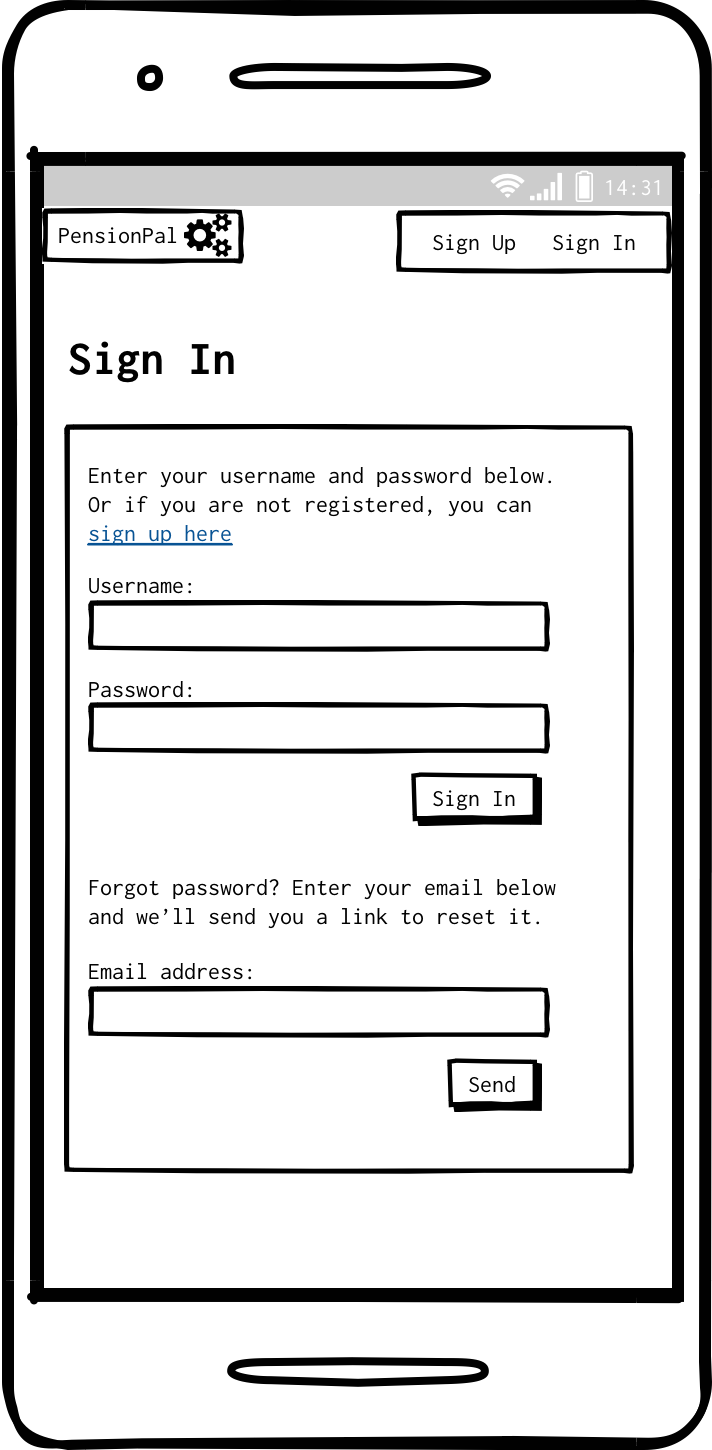 14:31
PensionPal
Sign Up Sign In
Sign In
Enter your username and password below.
Or if you are not registered, you can
sign up here
Username:
Password:
Sign In
Forgot password? Enter your email below
and we’ll send you a link to reset it.
Email address:
Send